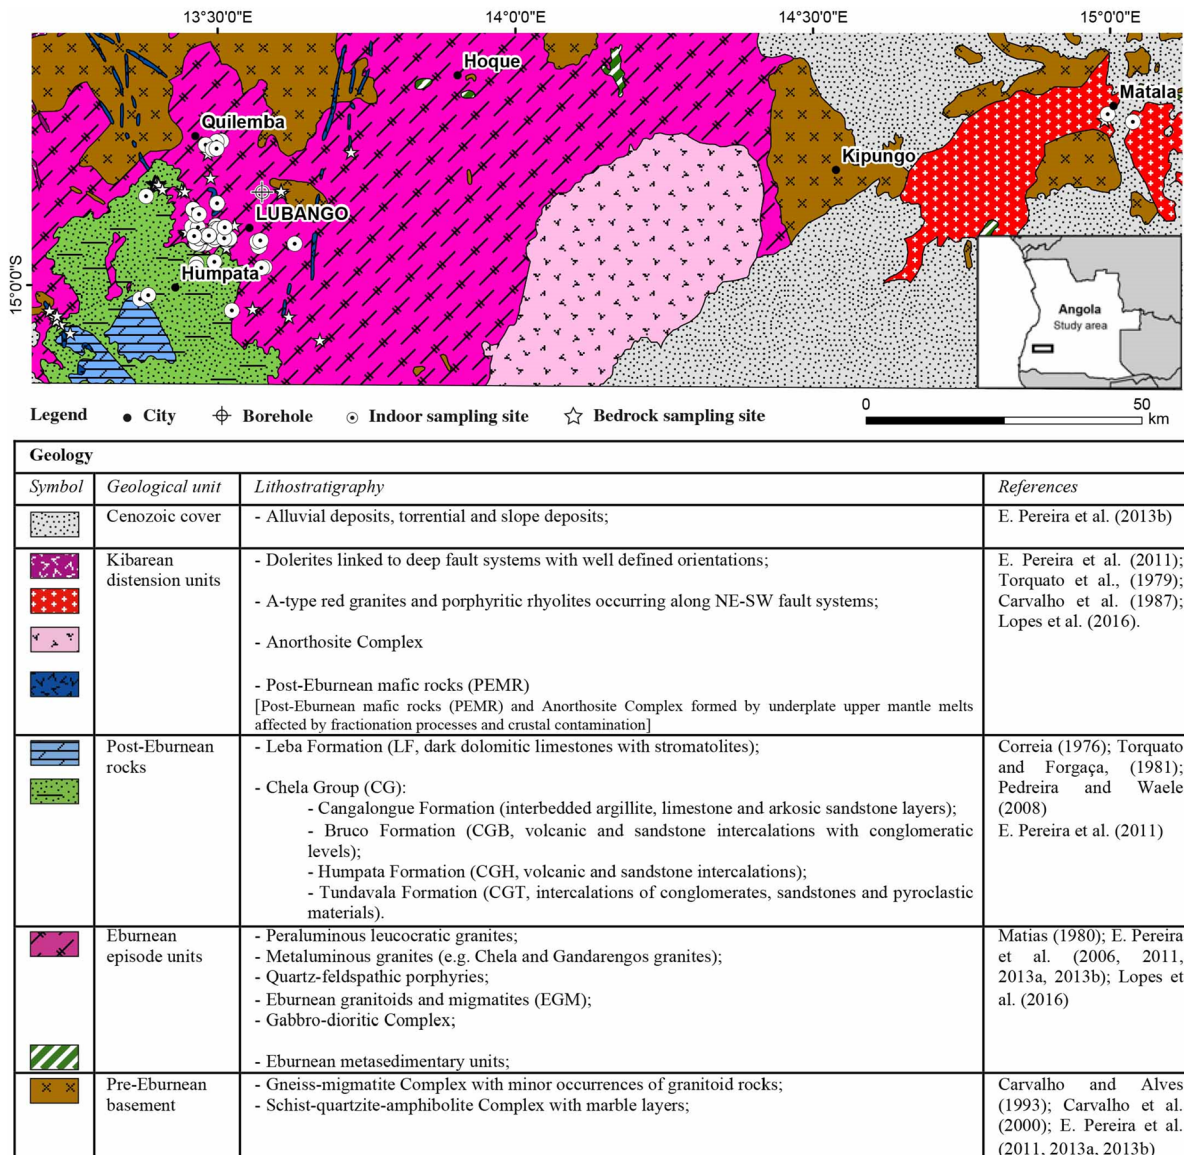 13°30'0"E 14°0'0"E 14°30'0"E 15°0'0"E
Hoque
Matala
Quilemba
Kipungo
LUBANGO
Humpata
15°0'0"S
Angola
Study area
Legend City Borehole Indoor sampling site Bedrock sampling site
0 50
km
Geology
Symbol Geological unit Lithostratigraphy References
Cenozoic cover - Alluvial deposits, torrential and slope deposits; E. Pereira et al. (2013b)
Kibarean distension units
- Dolerites linked to deep fault systems with well defined orientations;
- A-type red granites and porphyritic rhyolites occurring along NE-SW fault systems;
- Anorthosite Complex
- Post-Eburnean mafic rocks (PEMR)
[Post-Eburnean mafic rocks (PEMR) and Anorthosite Complex formed by underplate upper mantle melts
affected by fractionation processes and crustal contamination]
E. Pereira et al. (2011);
Torquato et al., (1979);
Carvalho et al. (1987);
Lopes et al. (2016).
Post-Eburnean
rocks
- Leba Formation (LF, dark dolomitic limestones with stromatolites);
- Chela Group (CG):
- Cangalongue Formation (interbedded argillite, limestone and arkosic sandstone layers);
- Bruco Formation (CGB, volcanic and sandstone intercalations with conglomeratic
levels);
- Humpata Formation (CGH, volcanic and sandstone intercalations);
- Tundavala Formation (CGT, intercalations of conglomerates, sandstones and pyroclastic
materials).
Correia (1976); Torquato
and Forgaça, (1981);
Pedreira and Waele
(2008)
E. Pereira et al. (2011)
Eburnean
episode units
- Peraluminous leucocratic granites;
- Metaluminous granites (e.g. Chela and Gandarengos granites);
- Quartz-feldspathic porphyries;
- Eburnean granitoids and migmatites (EGM);
- Gabbro-dioritic Complex;
- Eburnean metasedimentary units;
Matias (1980); E. Pereira
et al. (2006, 2011,
2013a, 2013b); Lopes et
al. (2016)
Pre-Eburnean
basement
- Gneiss-migmatite Complex with minor occurrences of granitoid rocks;
- Schist-quartzite-amphibolite Complex with marble layers;
Carvalho and Alves
(1993); Carvalho et al.
(2000); E. Pereira et al.
(2011, 2013a, 2013b)